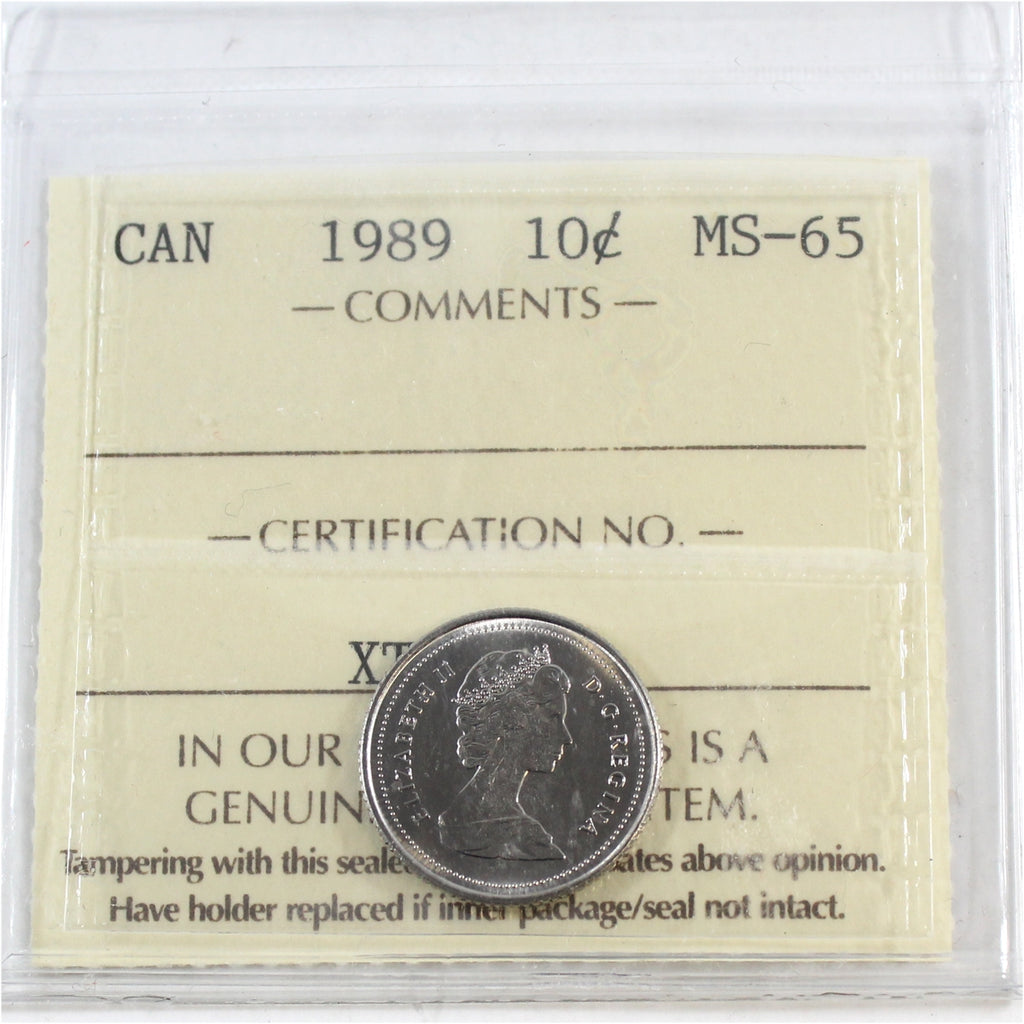 CAN 1989 10¢ MS-65
— COMMENTS —
— CERTIFICATION NO. —
XT
ELIZABETH II D·G·REGINA
IN OUR IS A
GENUIN TEM.
Tampering with this seale ates above opinion.
Have holder replaced if inner package/seal not intact.